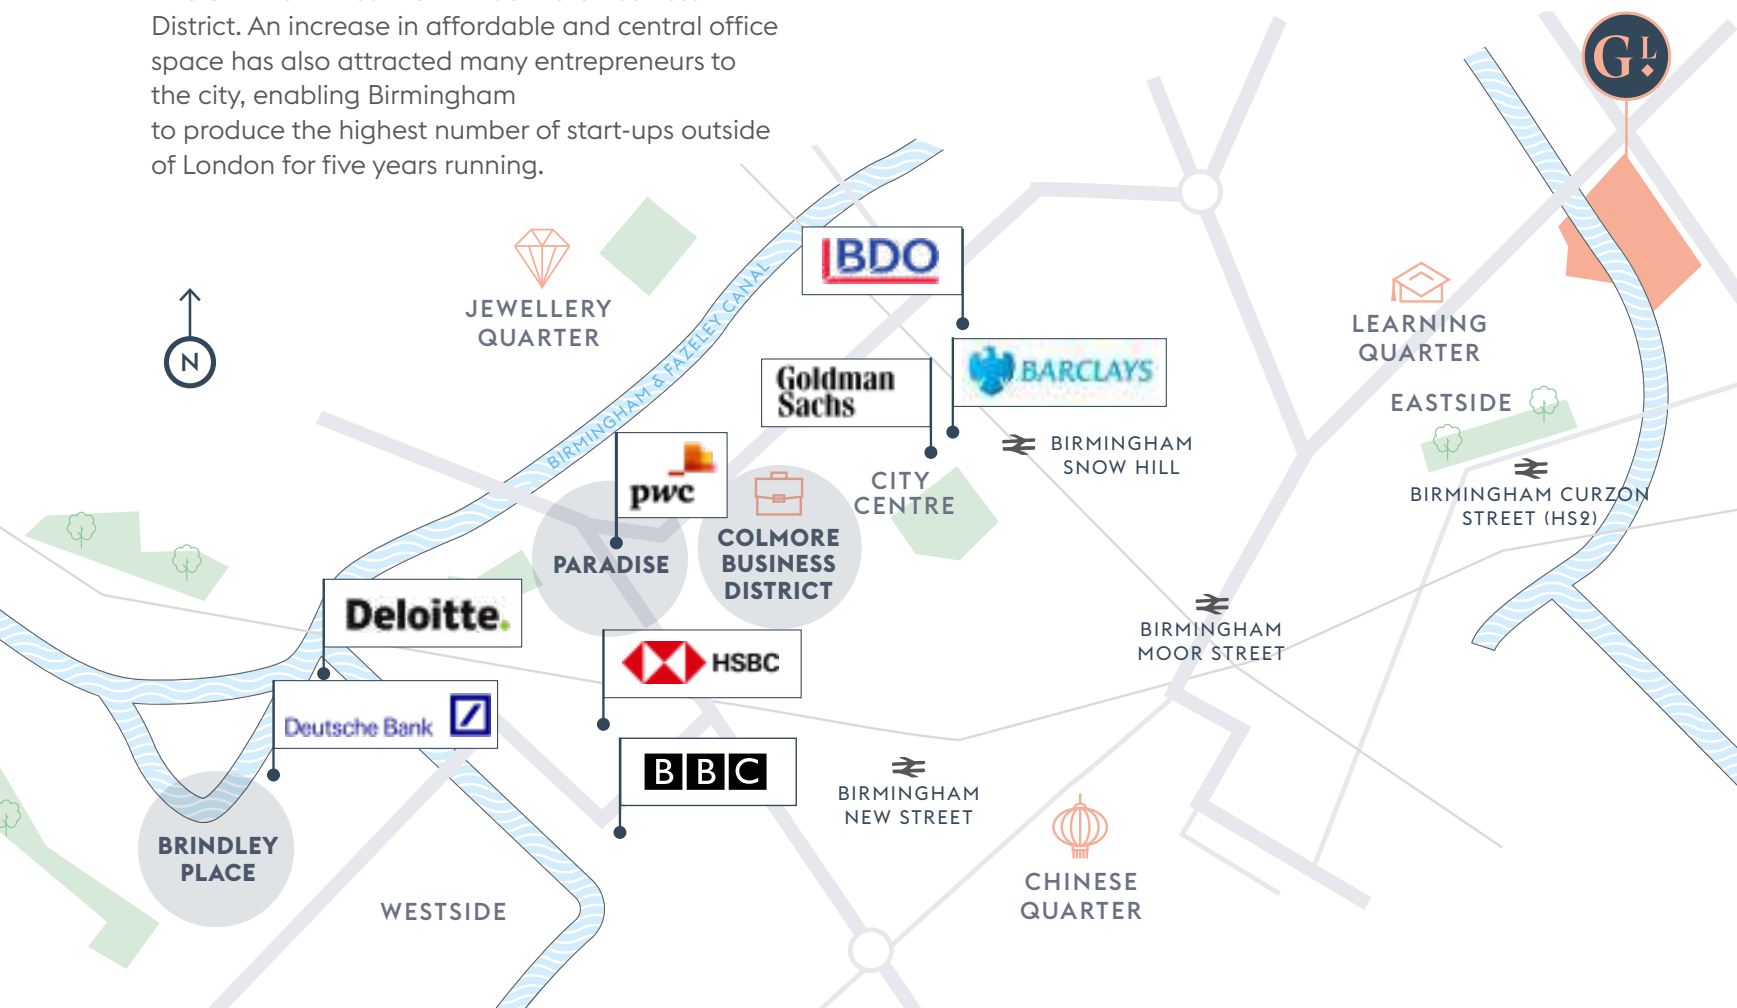 District. An increase in affordable and central office
space has also attracted many entrepreneurs to
the city, enabling Birmingham
to produce the highest number of start-ups outside
of London for five years running.
G L
JEWELLERY
QUARTER
N
BIRMINGHAM & FAZELEY CANAL
BDO
BARCLAYS
Goldman
Sachs
LEARNING
QUARTER
EASTSIDE
BIRMINGHAM
SNOW HILL
pwc
CITY
CENTRE
BIRMINGHAM CURZON
STREET (HS2)
COLMORE
BUSINESS
DISTRICT
PARADISE
Deloitte.
HSBC
BIRMINGHAM
MOOR STREET
Deutsche Bank
BBC
BIRMINGHAM
NEW STREET
BRINDLEY
PLACE
WESTSIDE
CHINESE
QUARTER